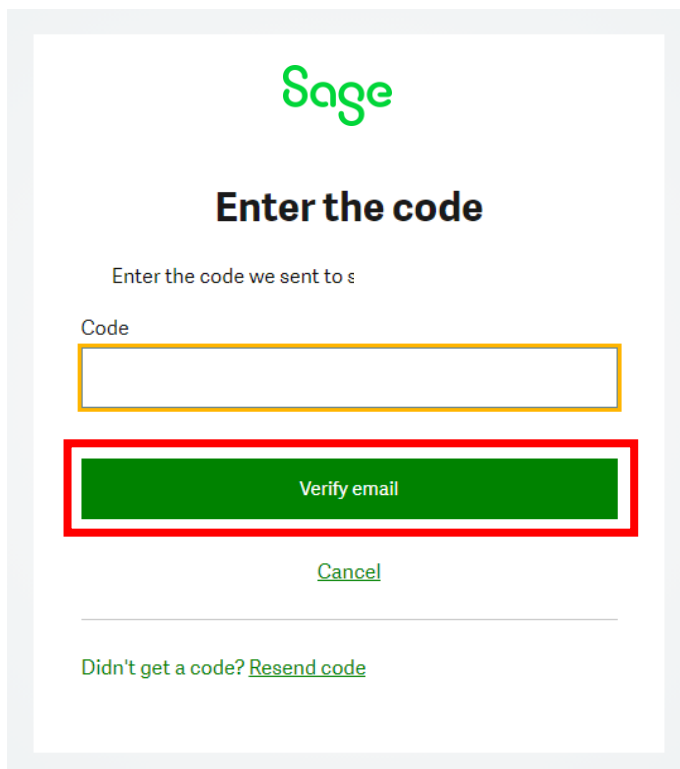 Sage
Enter the code
Enter the code we sent to s
Code
Verify email
Cancel
Didn't get a code? Resend code